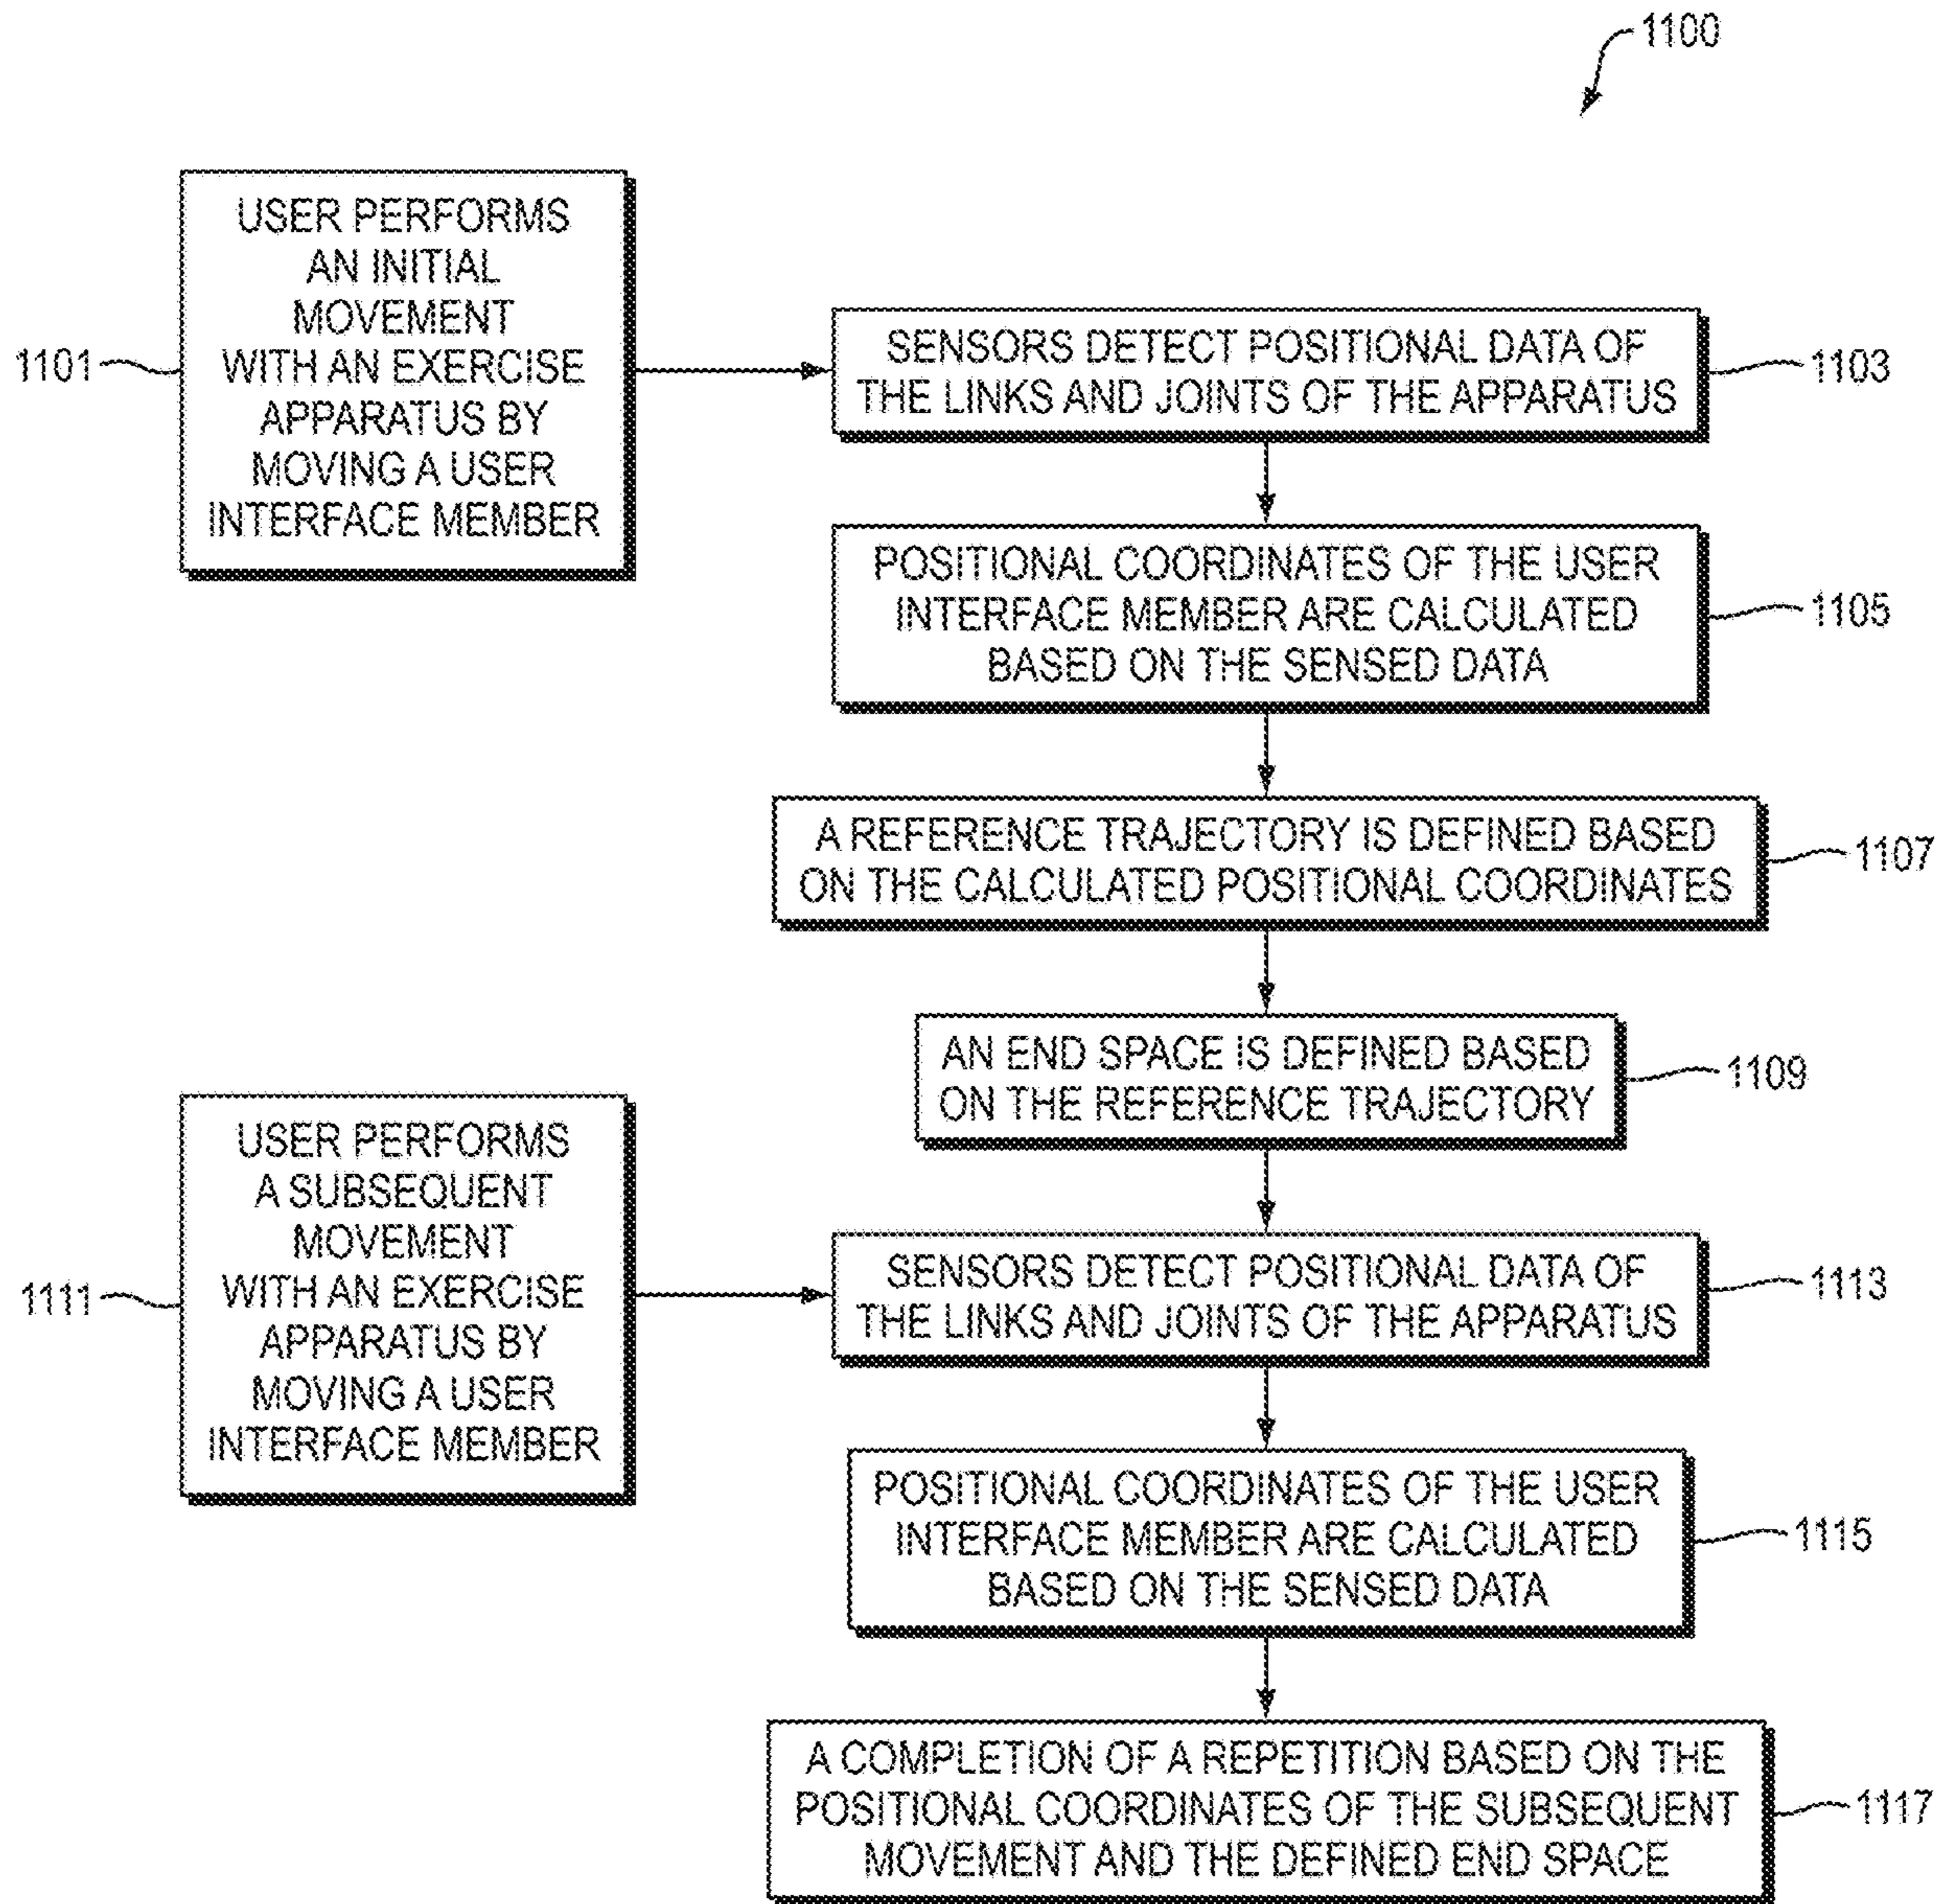 1100
USER PERFORMS
AN INITIAL
MOVEMENT
WITH AN EXERCISE
APPARATUS BY
MOVING A USER
INTERFACE MEMBER
1101
SENSORS DETECT POSITIONAL DATA OF
THE LINKS AND JOINTS OF THE APPARATUS
1103
POSITIONAL COORDINATES OF THE USER
INTERFACE MEMBER ARE CALCULATED
BASED ON THE SENSED DATA
1105
A REFERENCE TRAJECTORY IS DEFINED BASED
ON THE CALCULATED POSITIONAL COORDINATES
1107
AN END SPACE IS DEFINED BASED
ON THE REFERENCE TRAJECTORY
1109
USER PERFORMS
A SUBSEQUENT
MOVEMENT
WITH AN EXERCISE
APPARATUS BY
MOVING A USER
INTERFACE MEMBER
1111
SENSORS DETECT POSITIONAL DATA OF
THE LINKS AND JOINTS OF THE APPARATUS
1113
POSITIONAL COORDINATES OF THE USER
INTERFACE MEMBER ARE CALCULATED
BASED ON THE SENSED DATA
1115
A COMPLETION OF A REPETITION BASED ON THE
POSITIONAL COORDINATES OF THE SUBSEQUENT
MOVEMENT AND THE DEFINED END SPACE
1117